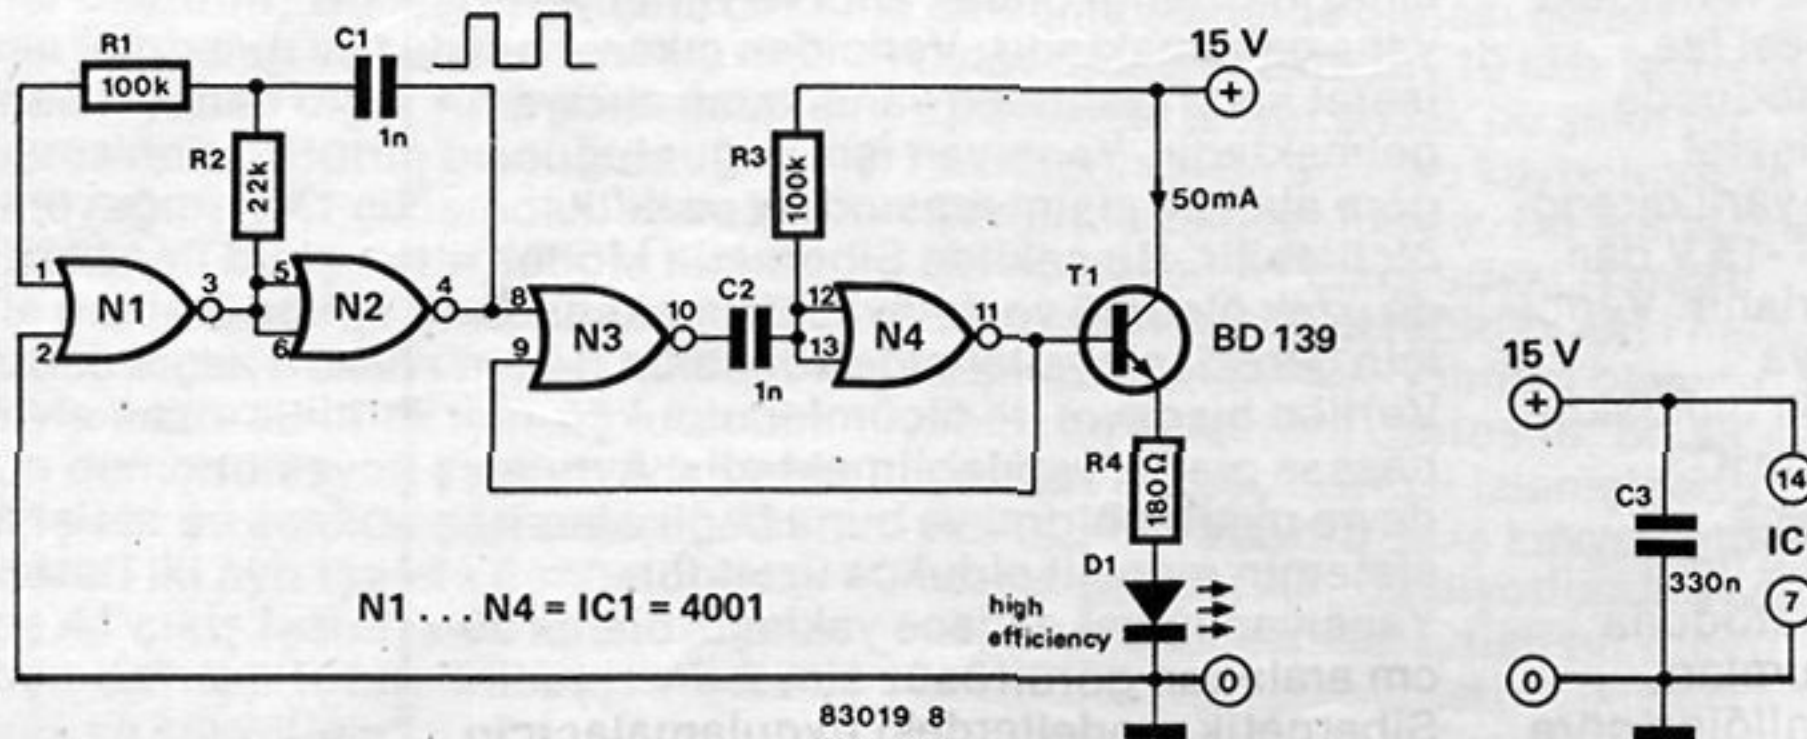 R1
100k
C1
1n
R2
22k
1
2
N1
3
5
6
N2
4
8
9
N3
10
C2
1n
R3
100k
12
13
N4
11
15 V
+
50mA
T1
BD 139
R4
180Ω
D1
high
efficiency
0
N1 . . . N4 = IC1 = 4001
83019 8
15 V
+
C3
330n
14
IC
7
0